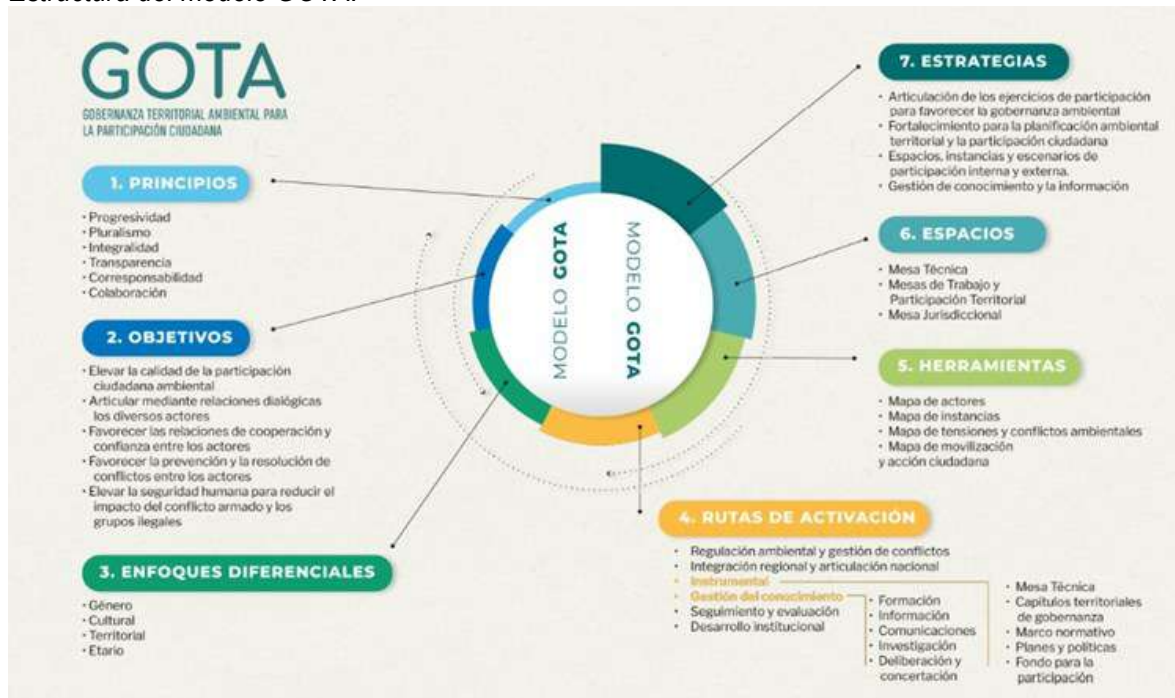 Estructura del Modelo GOTA.
GOTA
GOBERNANZA TERRITORIAL AMBIENTAL PARA
LA PARTICIPACIÓN CIUDADANA
1. PRINCIPIOS
• Progresividad
• Pluralismo
• Integralidad
• Transparencia
• Corresponsabilidad
• Colaboración
2. OBJETIVOS
• Elevar la calidad de la participación
ciudadana ambiental
• Articular mediante relaciones dialógicas
los diversos actores
• Favorecer las relaciones de cooperación y
confianza entre los actores
• Favorecer la prevención y la resolución de
conflictos entre los actores
• Elevar la seguridad humana para reducir el
impacto del conflicto armado y los
grupos ilegales
3. ENFOQUES DIFERENCIALES
• Género
• Cultural
• Territorial
• Etario
MODELO GOTA
MODELO GOTA
7. ESTRATEGIAS
• Articulación de los ejercicios de participación
para favorecer la gobernanza ambiental
• Fortalecimiento para la planificación ambiental
territorial y la participación ciudadana
• Espacios, instancias y escenarios de
participación interna y externa.
• Gestión de conocimiento y la información
6. ESPACIOS
• Mesa Técnica
• Mesas de Trabajo y
Participación Territorial
• Mesa Jurisdiccional
5. HERRAMIENTAS
• Mapa de actores
• Mapa de instancias
• Mapa de tensiones y conflictos ambientales
• Mapa de movilización
y acción ciudadana
4. RUTAS DE ACTIVACIÓN
• Regulación ambiental y gestión de conflictos
• Integración regional y articulación nacional
• Instrumental
• Gestión del conocimiento
• Seguimiento y evaluación
• Desarrollo institucional
• Formación
• Información
• Comunicaciones
• Investigación
• Deliberación y
concertación
• Mesa Técnica
• Capítulos territoriales
de gobernanza
• Marco normativo
• Planes y políticas
• Fondo para la
participación